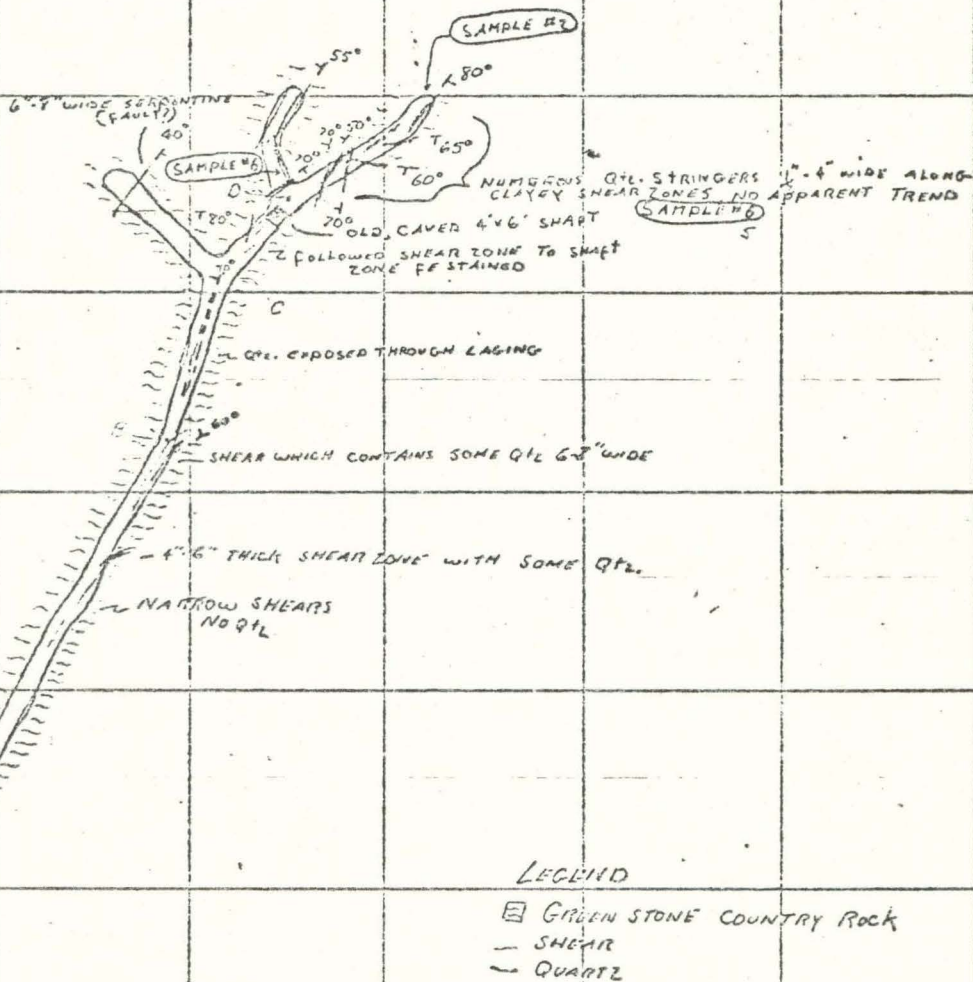 SAMPLE #2
55°
80°
6"-8" WIDE SERPENTINE
(FAULT?)
40°
SAMPLE #6
70°
70°
50°
65°
60°
D
80°
70°
NUMEROUS Qtz. STRINGERS -4" WIDE ALONG
CLAYEY SHEAR ZONES, NO APPARENT TREND
SAMPLE #6
5
OLD, CAVED 4'x6' SHAFT
FOLLOWED SHEAR ZONE TO SHAFT
ZONE FE STAINED
70°
C
Qtz. EXPOSED THROUGH LAGING
B
60°
SHEAR WHICH CONTAINS SOME Qtz 6-8" WIDE
4"-6" THICK SHEAR ZONE WITH SOME Qtz.
NARROW SHEARS
NO Qtz
LEGEND
GREEN STONE COUNTRY ROCK
SHEAR
QUARTZ